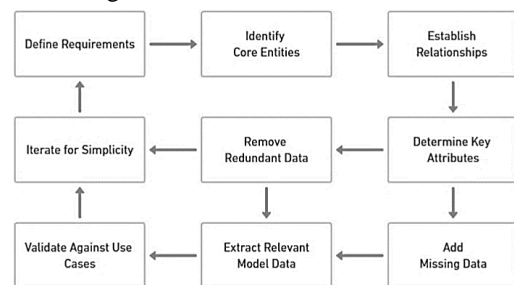 Define Requirements
Identify
Core Entities
Establish
Relationships
Iterate for Simplicity
Remove
Redundant Data
Determine Key
Attributes
Validate Against Use
Cases
Extract Relevant
Model Data
Add
Missing Data